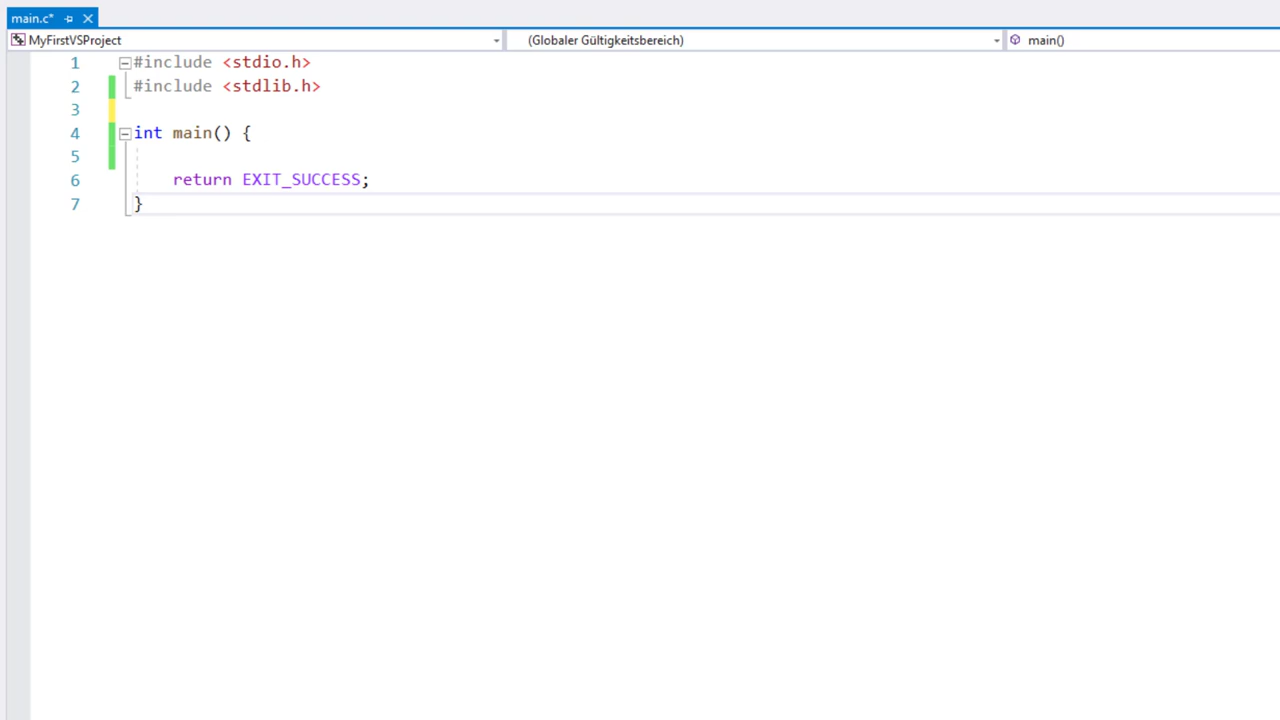 main.c*
MyFirstVSProject (Globaler Gültigkeitsbereich) main()
1 #include <stdio.h>
2 #include <stdlib.h>
3
4 int main() {
5
6 return EXIT_SUCCESS;
7 }